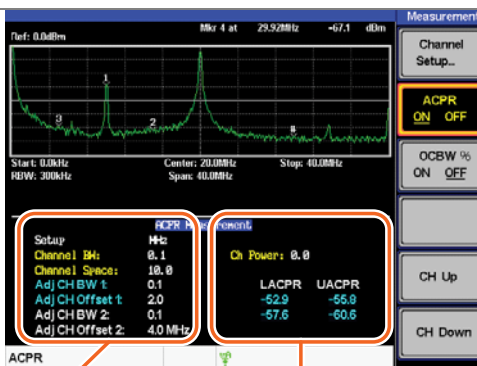 Mkr 4 at 29.92MHz -67.1 dBm
Ref: 0.0dBm
1
3
2
Start: 0.0kHz Center: 20.0MHz Stop: 40.0MHz
RBW: 300kHz Span: 40.0MHz
ACPR Measurement
Setup MHz
Channel BW: 0.1
Channel Space: 10.0
Adj CH BW 1: 0.1
Adj CH Offset 1: 2.0
Adj CH BW 2: 0.1
Adj CH Offset 2: 4.0 MHz
Ch Power: 0.0
LACPR UACPR
-52.9 -55.8
-57.6 -60.6
ACPR
Measurement
Channel
Setup...
ACPR
ON OFF
OCBW %
ON OFF
CH Up
CH Down